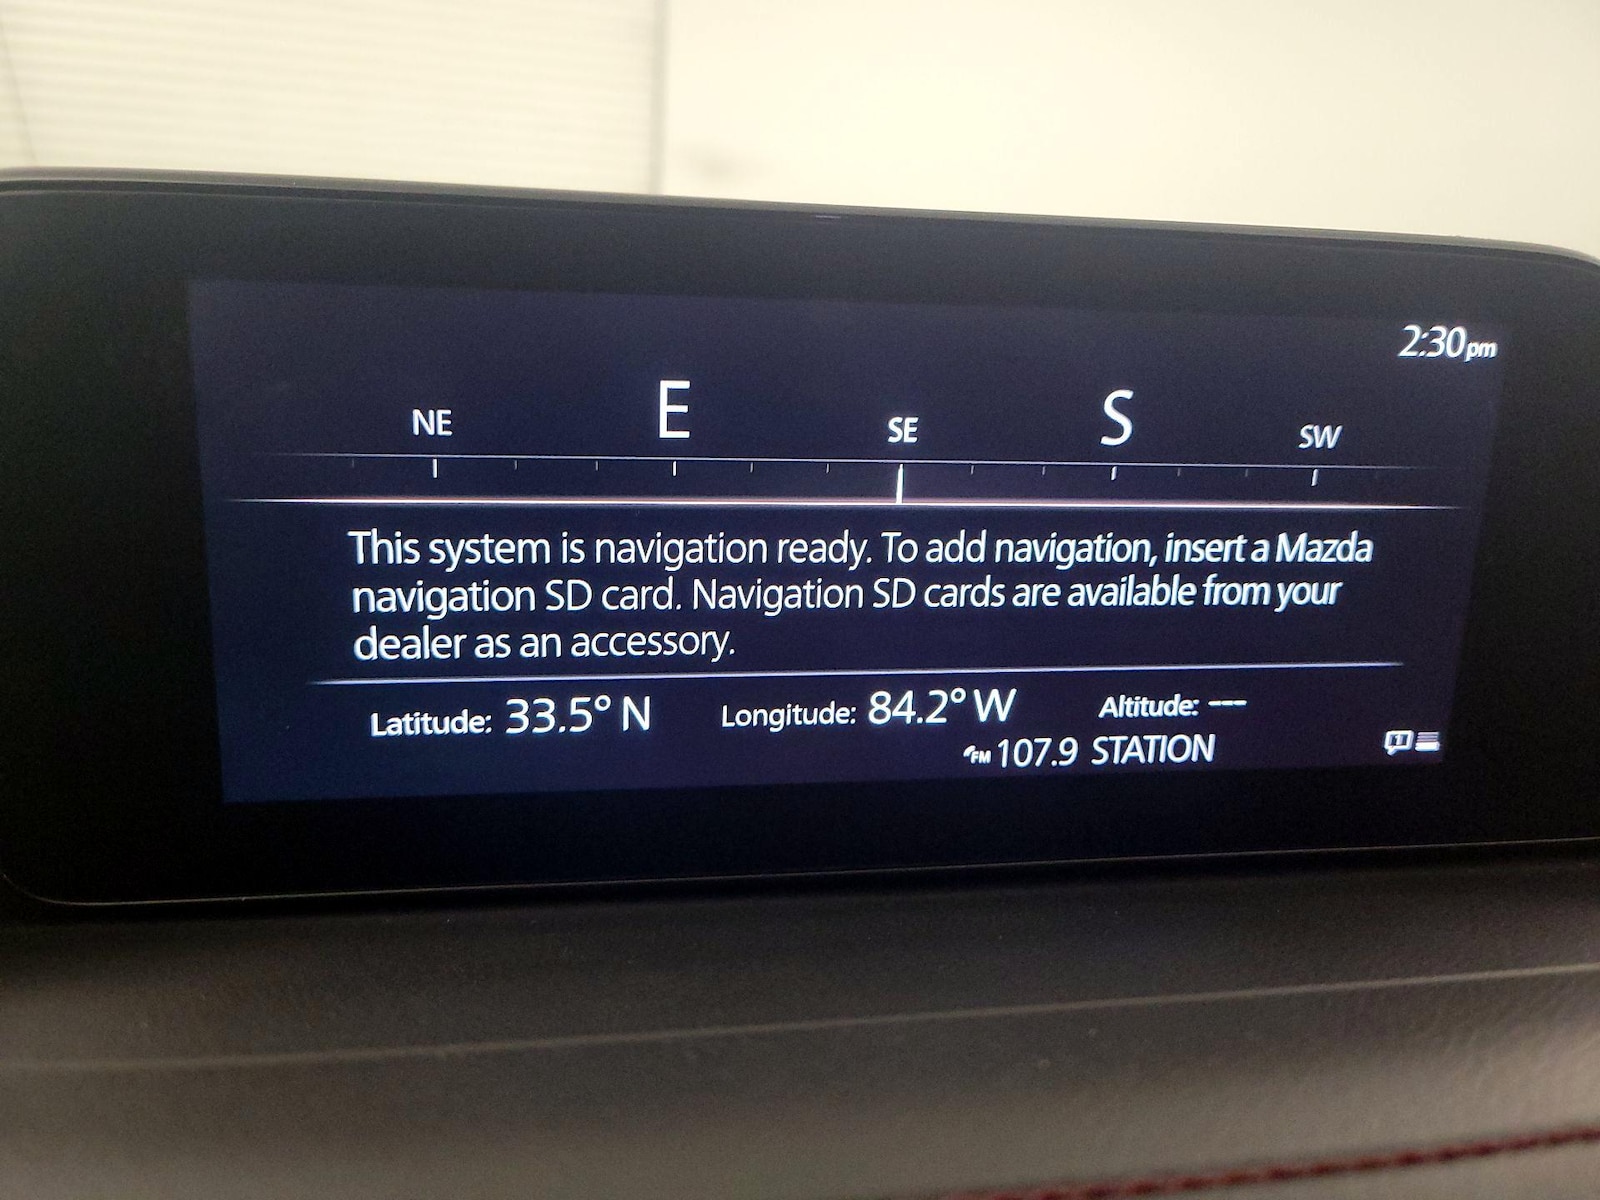 2:30pm
NE E SE S SW
This system is navigation ready. To add navigation, insert a Mazda
navigation SD card. Navigation SD cards are available from your
dealer as an accessory.
Latitude: 33.5° N Longitude: 84.2° W Altitude: ---
FM 107.9 STATION
1